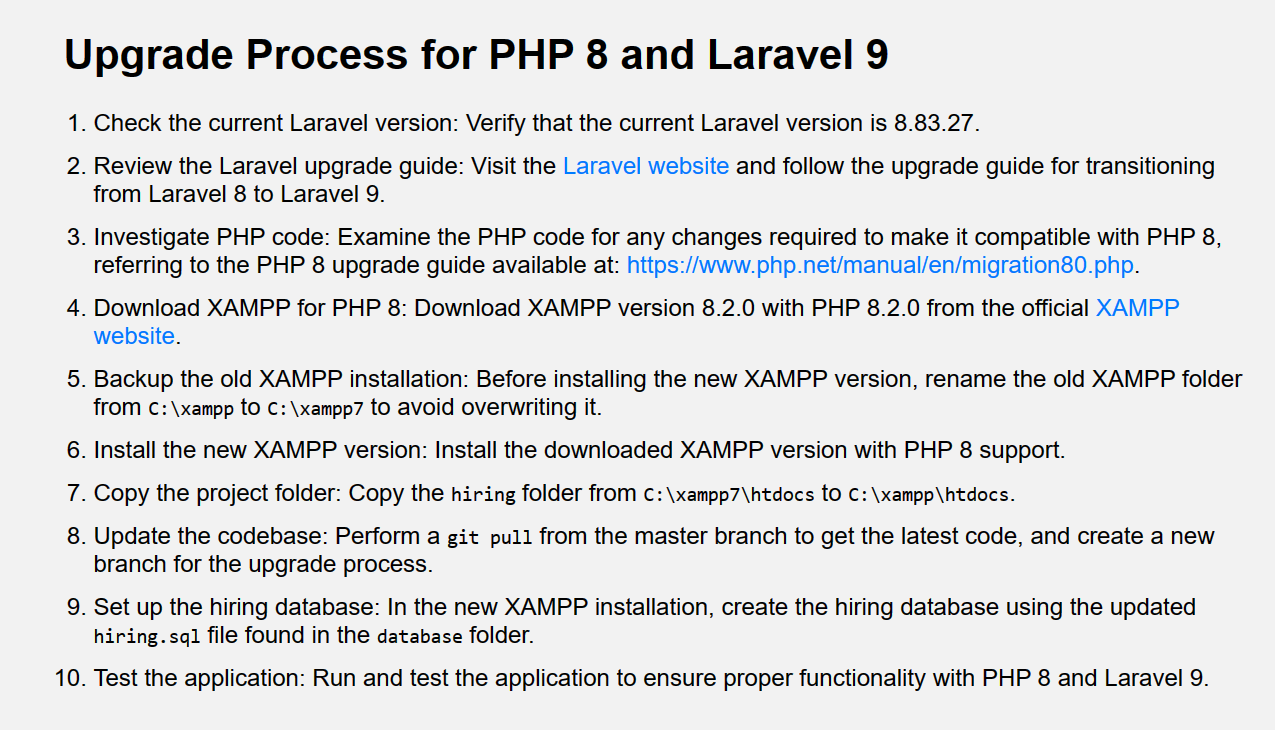 Upgrade Process for PHP 8 and Laravel 9
1. Check the current Laravel version: Verify that the current Laravel version is 8.83.27.
2. Review the Laravel upgrade guide: Visit the Laravel website and follow the upgrade guide for transitioning
from Laravel 8 to Laravel 9.
3. Investigate PHP code: Examine the PHP code for any changes required to make it compatible with PHP 8,
referring to the PHP 8 upgrade guide available at: https://www.php.net/manual/en/migration80.php.
4. Download XAMPP for PHP 8: Download XAMPP version 8.2.0 with PHP 8.2.0 from the official XAMPP
website.
5. Backup the old XAMPP installation: Before installing the new XAMPP version, rename the old XAMPP folder
from C:\xampp to C:\xampp7 to avoid overwriting it.
6. Install the new XAMPP version: Install the downloaded XAMPP version with PHP 8 support.
7. Copy the project folder: Copy the hiring folder from C:\xampp7\htdocs to C:\xampp\htdocs.
8. Update the codebase: Perform a git pull from the master branch to get the latest code, and create a new
branch for the upgrade process.
9. Set up the hiring database: In the new XAMPP installation, create the hiring database using the updated
hiring.sql file found in the database folder.
10. Test the application: Run and test the application to ensure proper functionality with PHP 8 and Laravel 9.